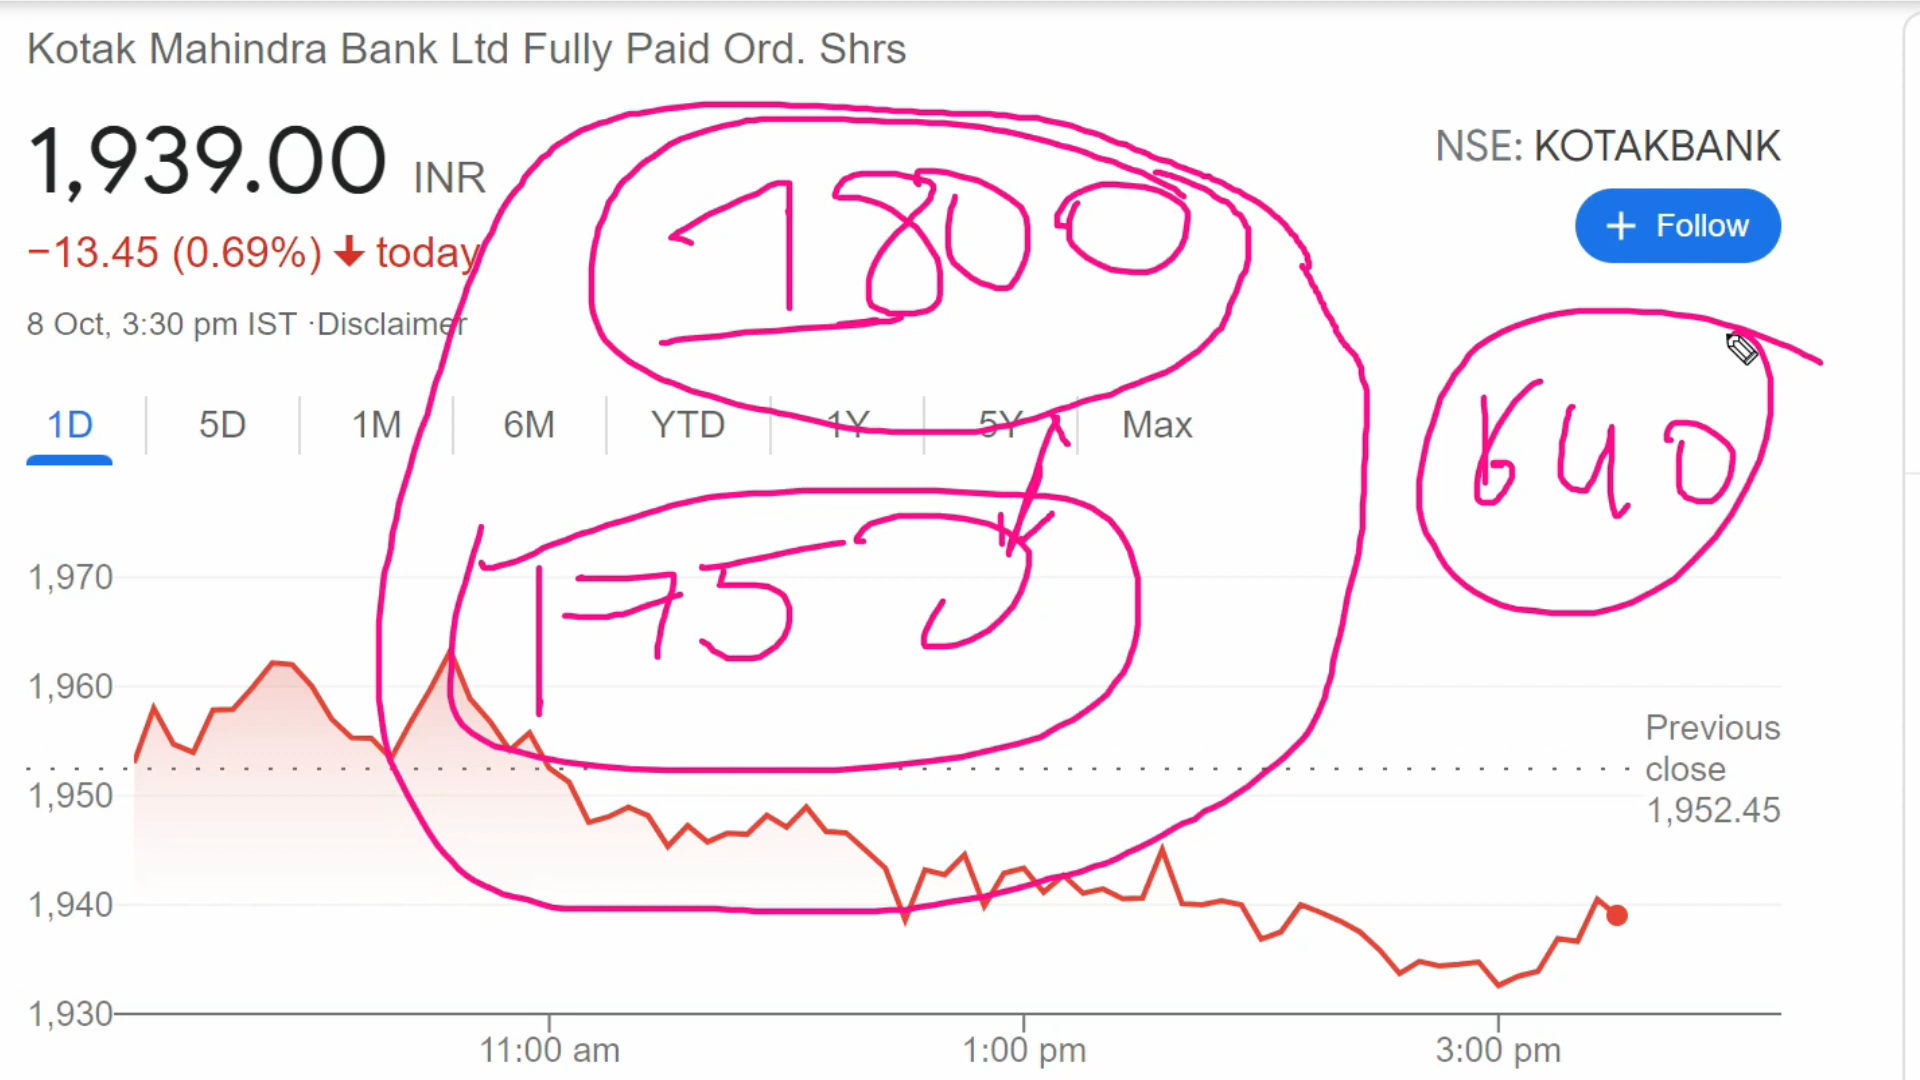 Kotak Mahindra Bank Ltd Fully Paid Ord. Shrs
1,939.00 INR
NSE: KOTAKBANK
−13.45 (0.69%) ↓ today
+ Follow
8 Oct, 3:30 pm IST ·Disclaimer
1800
1D 5D 1M 6M YTD 1Y 5Y Max
640
1750
1,970
1,960
1,950
1,940
1,930
Previous
close
1,952.45
11:00 am 1:00 pm 3:00 pm